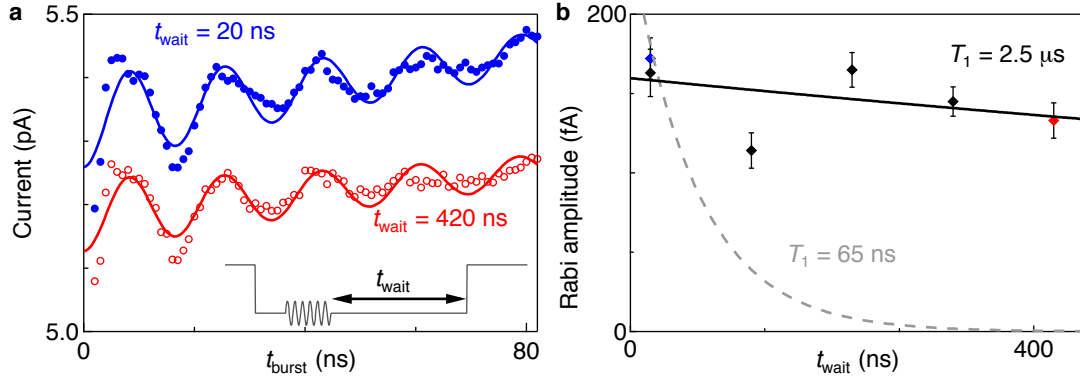 a
5.5
t_wait = 20 ns
Current (pA)
t_wait = 420 ns
t_wait
5.0
0
80
t_burst (ns)
b
200
T_1 = 2.5 μs
Rabi amplitude (fA)
T_1 = 65 ns
0
0
400
t_wait (ns)